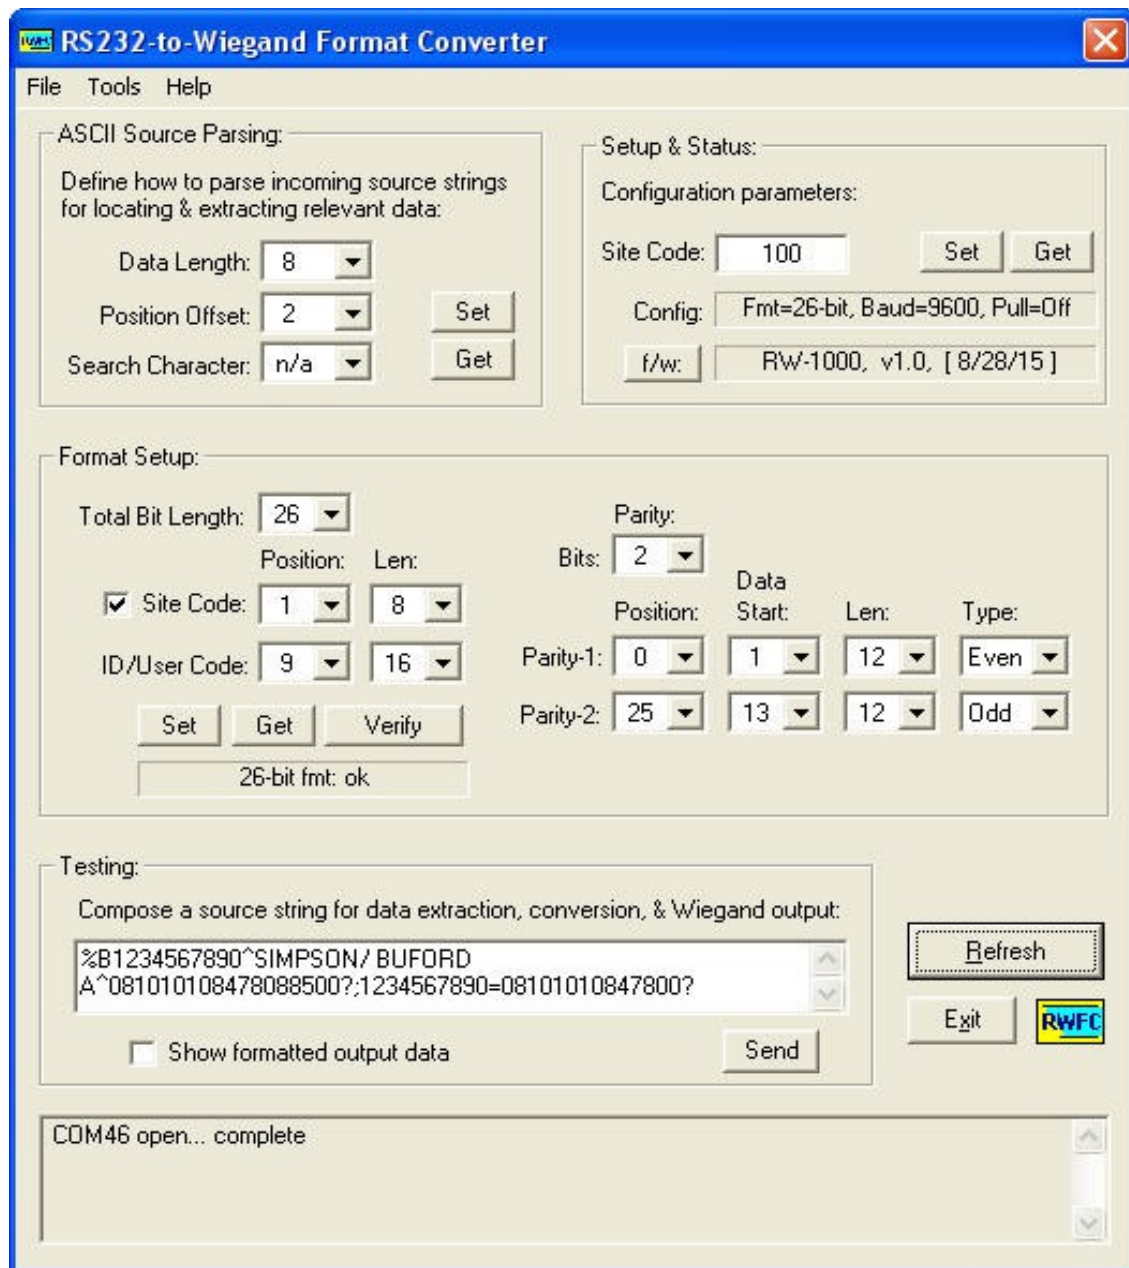 RS232-to-Wiegand Format Converter
File Tools Help
ASCII Source Parsing:
Define how to parse incoming source strings
for locating & extracting relevant data:
Data Length: 8
Position Offset: 2 Set
Search Character: n/a Get
Setup & Status:
Configuration parameters:
Site Code: 100 Set Get
Config: Fmt=26-bit, Baud=9600, Pull=Off
f/w: RW-1000, v1.0, [ 8/28/15 ]
Format Setup:
Total Bit Length: 26
Position: Len:
Site Code: 1 8
ID/User Code: 9 16
Set Get Verify
26-bit fmt: ok
Parity:
Bits: 2
Data
Position: Start: Len: Type:
Parity-1: 0 1 12 Even
Parity-2: 25 13 12 Odd
Testing:
Compose a source string for data extraction, conversion, & Wiegand output:
%B1234567890^SIMPSON/ BUFORD
A^081010108478088500?;1234567890=08101010847800?
Show formatted output data Send
Refresh
Exit RWFC
COM46 open... complete